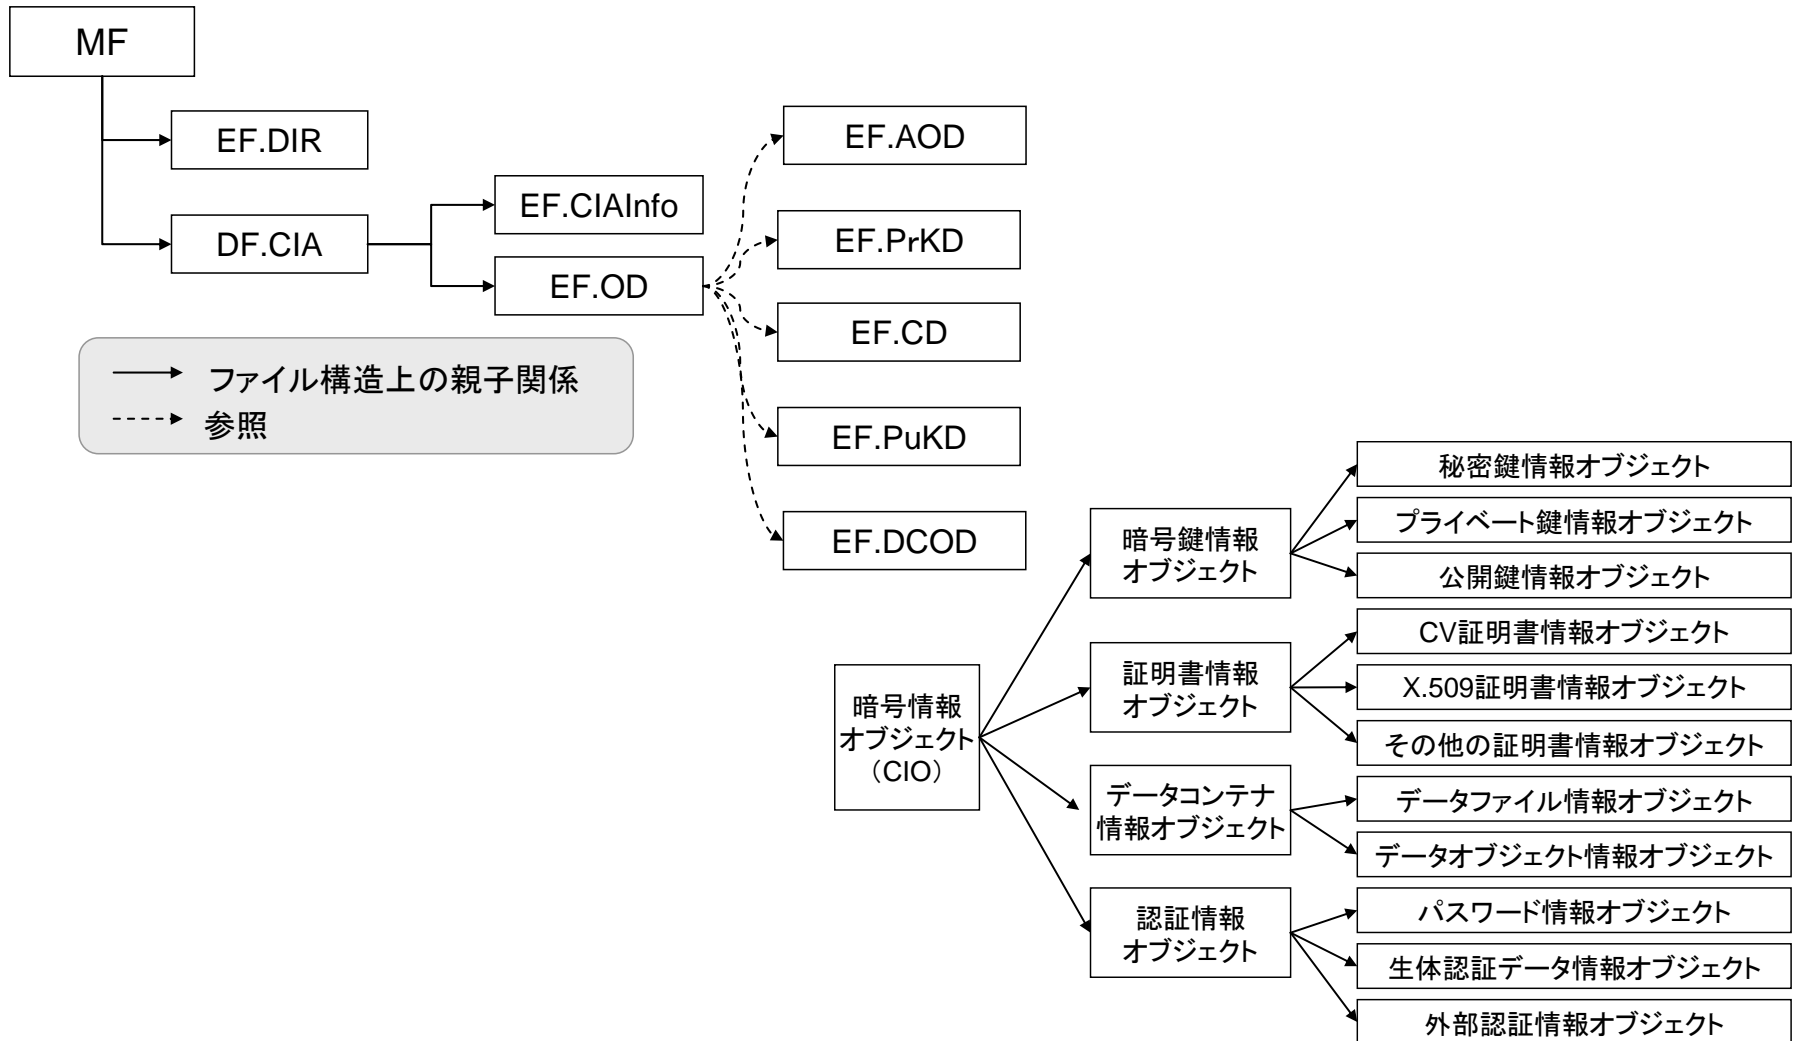 MF
EF.DIR
DF.CIA
EF.CIAInfo
EF.OD
EF.AOD
EF.PrKD
EF.CD
EF.PuKD
EF.DCOD
ファイル構造上の親子関係
参照
暗号情報
オブジェクト
（CIO）
暗号鍵情報
オブジェクト
証明書情報
オブジェクト
データコンテナ
情報オブジェクト
認証情報
オブジェクト
秘密鍵情報オブジェクト
プライベート鍵情報オブジェクト
公開鍵情報オブジェクト
CV証明書情報オブジェクト
X.509証明書情報オブジェクト
その他の証明書情報オブジェクト
データファイル情報オブジェクト
データオブジェクト情報オブジェクト
パスワード情報オブジェクト
生体認証データ情報オブジェクト
外部認証情報オブジェクト